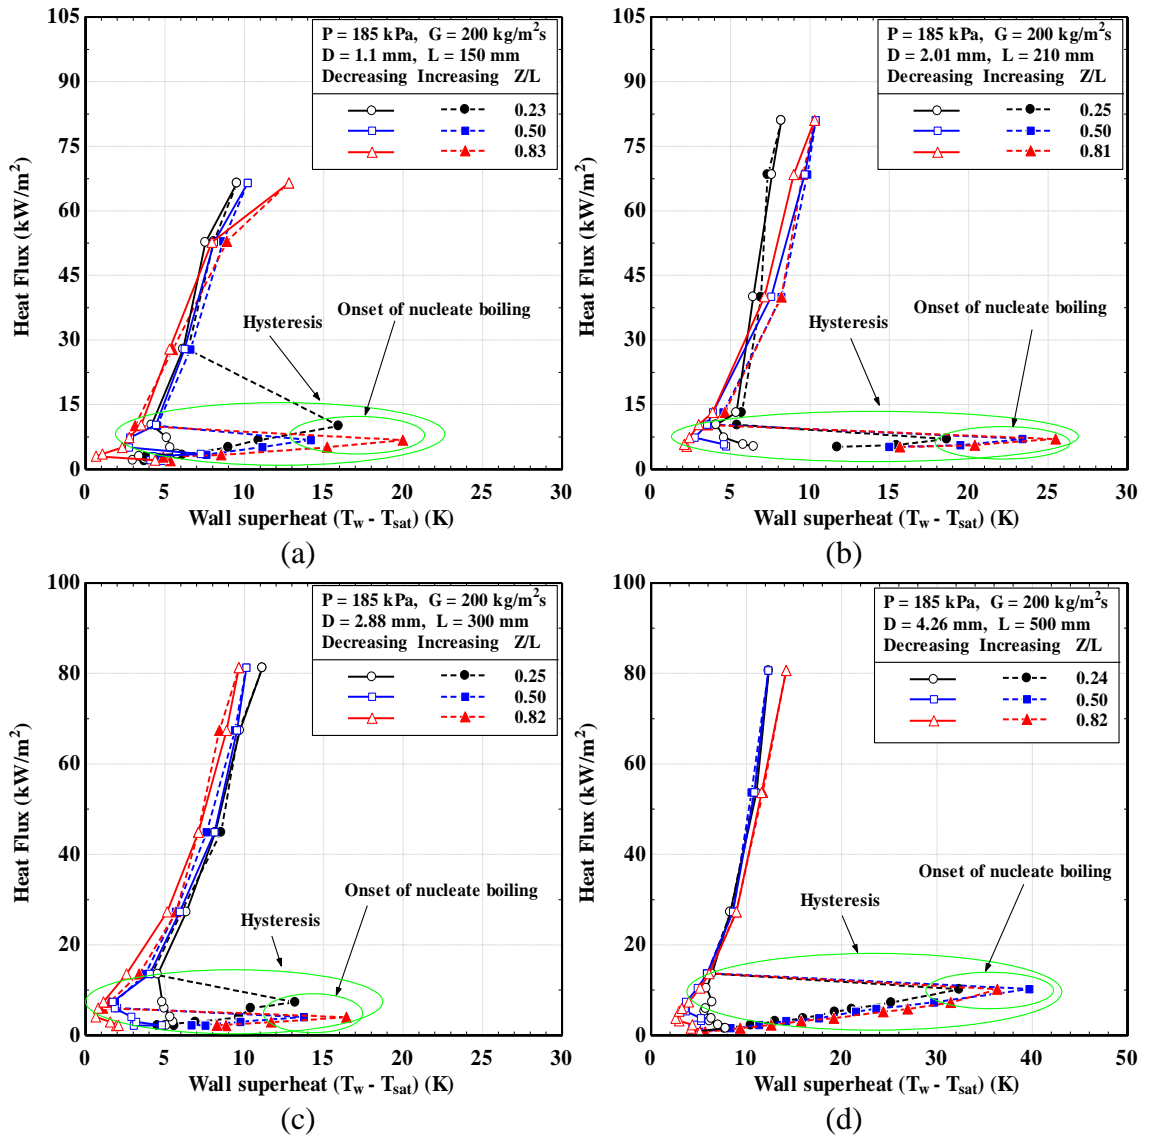 105
90
75
60
45
30
15
0
Heat Flux (kW/m²)
P = 185 kPa, G = 200 kg/m²s
D = 1.1 mm, L = 150 mm
Decreasing Increasing Z/L
0.23
0.50
0.83
Onset of nucleate boiling
Hysteresis
0 5 10 15 20 25 30
Wall superheat (T_w - T_sat) (K)
(a)
105
90
75
60
45
30
15
0
Heat Flux (kW/m²)
P = 185 kPa, G = 200 kg/m²s
D = 2.01 mm, L = 210 mm
Decreasing Increasing Z/L
0.25
0.50
0.81
Onset of nucleate boiling
Hysteresis
0 5 10 15 20 25 30
Wall superheat (T_w - T_sat) (K)
(b)
100
80
60
40
20
0
Heat Flux (kW/m²)
P = 185 kPa, G = 200 kg/m²s
D = 2.88 mm, L = 300 mm
Decreasing Increasing Z/L
0.25
0.50
0.82
Onset of nucleate boiling
Hysteresis
0 5 10 15 20 25 30
Wall superheat (T_w - T_sat) (K)
(c)
100
80
60
40
20
0
Heat Flux (kW/m²)
P = 185 kPa, G = 200 kg/m²s
D = 4.26 mm, L = 500 mm
Decreasing Increasing Z/L
0.24
0.50
0.82
Onset of nucleate boiling
Hysteresis
0 10 20 30 40 50
Wall superheat (T_w - T_sat) (K)
(d)